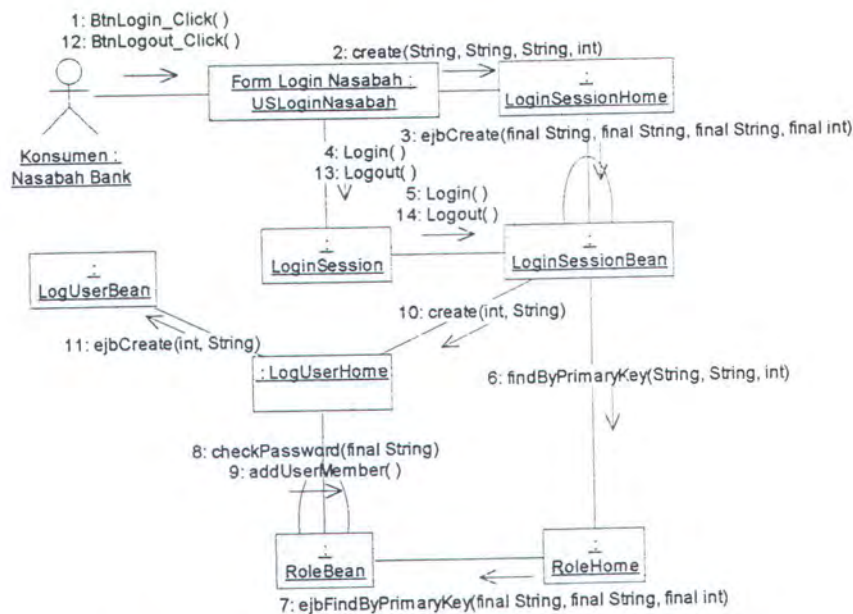 1: BtnLogin_Click( )
12: BtnLogout_Click( )
2: create(String, String, String, int)
Form Login Nasabah :
USLoginNasabah
:
LoginSessionHome
Konsumen :
Nasabah Bank
3: ejbCreate(final String, final String, final String, final int)
4: Login( )
13: Logout( )
5: Login( )
14: Logout( )
:
LoginSession
:
LoginSessionBean
:
LogUserBean
10: create(int, String)
11: ejbCreate(int, String)
: LogUserHome
6: findByPrimaryKey(String, String, int)
8: checkPassword(final String)
9: addUserMember( )
:
RoleBean
:
RoleHome
7: ejbFindByPrimaryKey(final String, final String, final int)